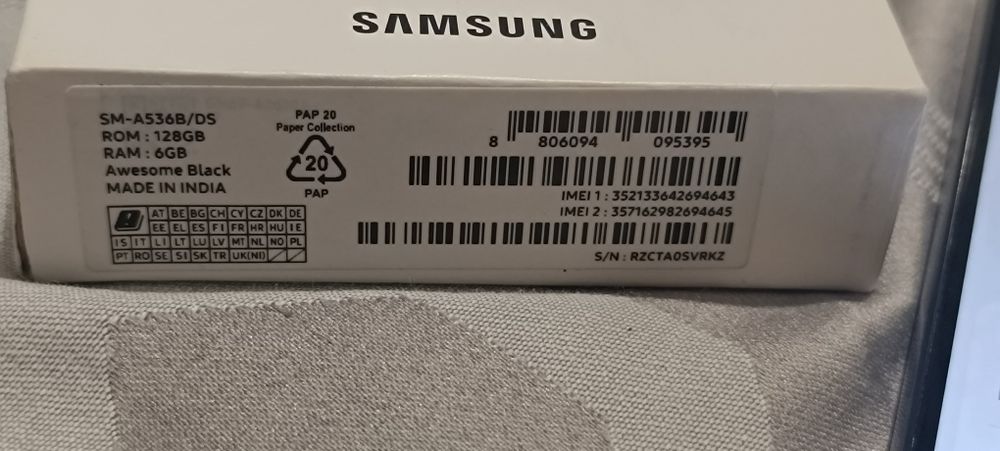 SAMSUNG
SM-A536B/DS
ROM : 128GB
RAM : 6GB
Awesome Black
MADE IN INDIA
PAP 20
Paper Collection
20
PAP
8 806094 095395
IMEI 1 : 352133642694643
IMEI 2 : 357162982694645
S/N : RZCTA0SVRKZ
AT BE BG CH CY CZ DK DE
EE EL ES FI FR HR HU IE
IS IT LI LT LU LV MT NL NO PL
PT RO SE SI SK TR UK(NI)